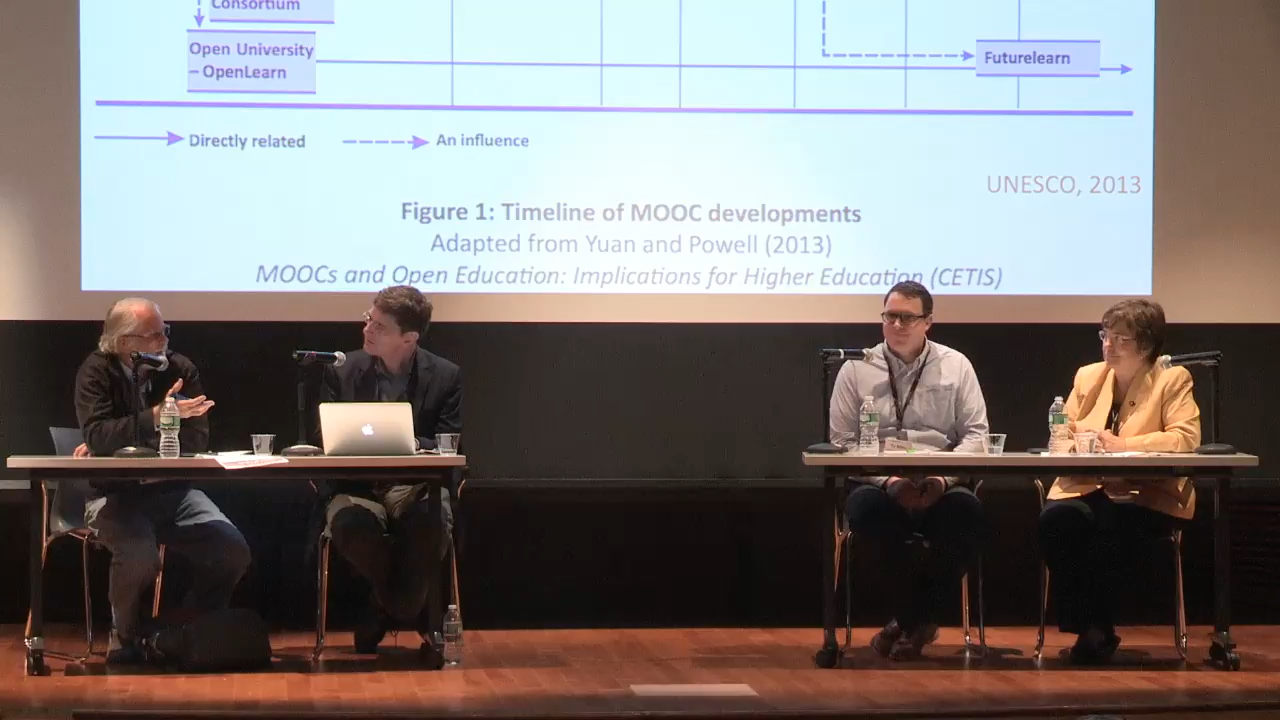 Consortium
Open University
– OpenLearn
Futurelearn
Directly related
An influence
UNESCO, 2013
Figure 1: Timeline of MOOC developments
Adapted from Yuan and Powell (2013)
MOOCs and Open Education: Implications for Higher Education (CETIS)